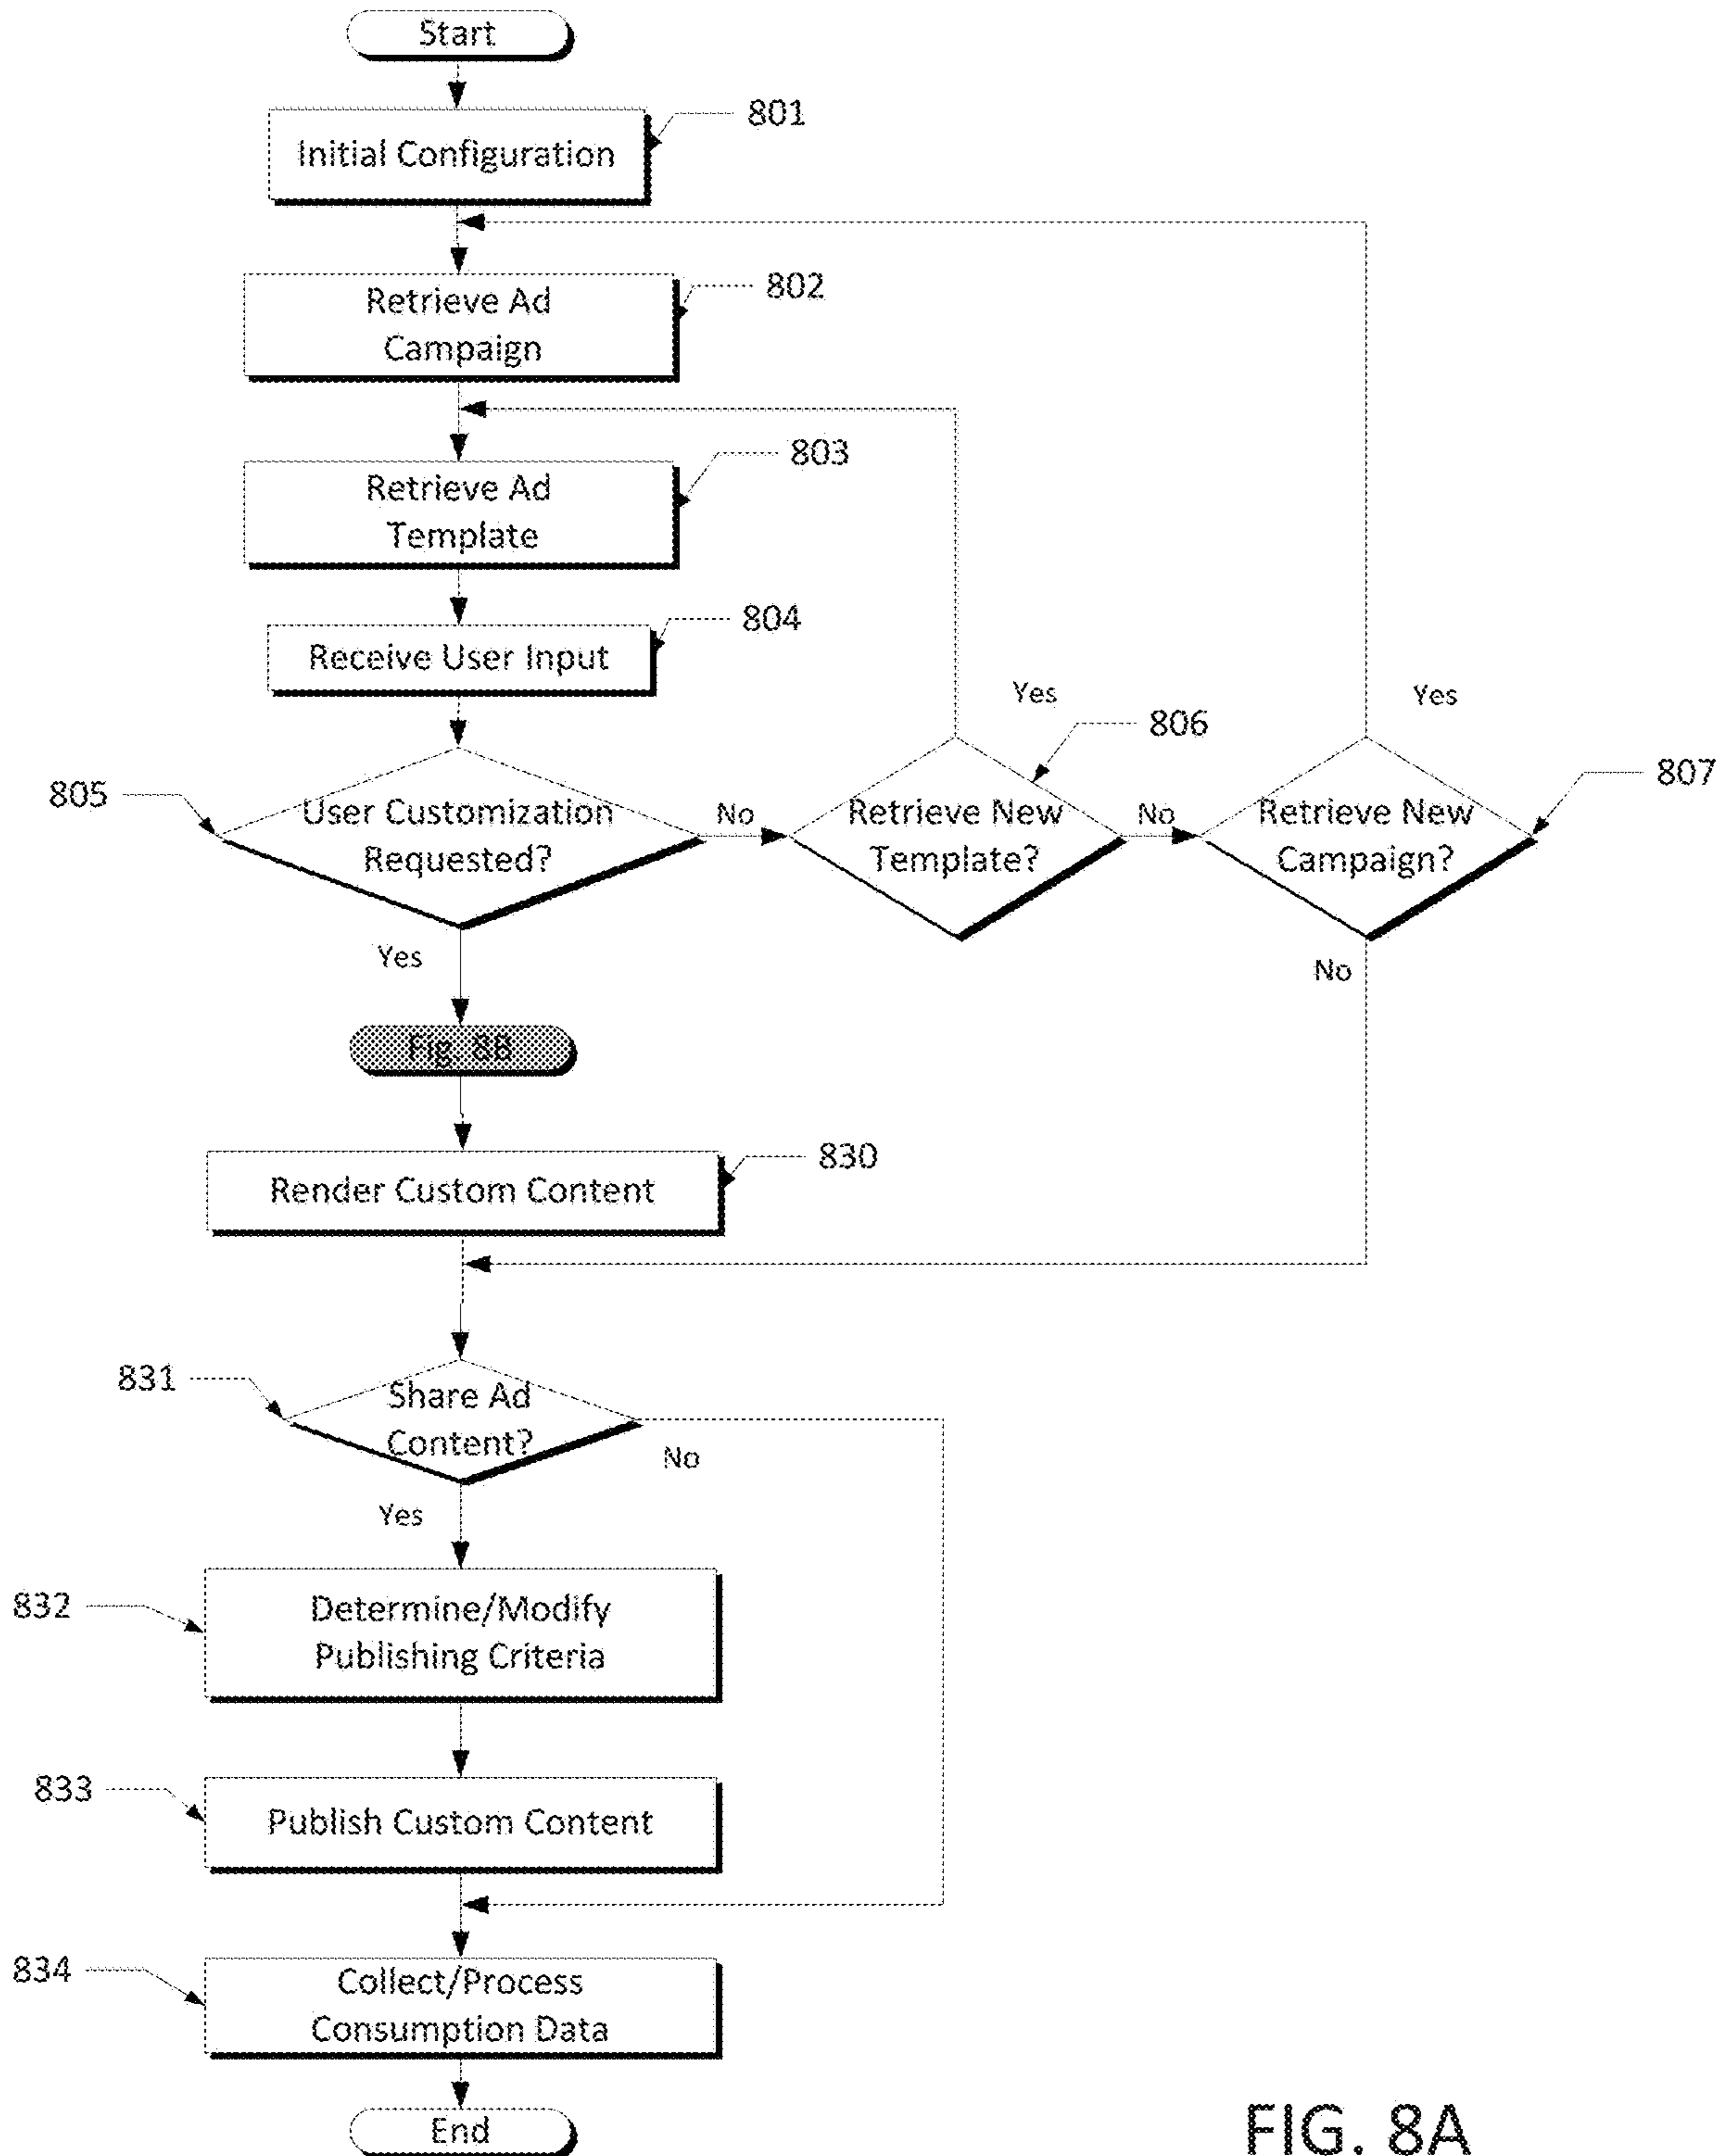 Start
801
Initial Configuration
802
Retrieve Ad
Campaign
803
Retrieve Ad
Template
804
Receive User Input
Yes
Yes
806
807
805
User Customization
Requested?
No
Retrieve New
Template?
No
Retrieve New
Campaign?
Yes
No
Fig. 8B
830
Render Custom Content
831
Share Ad
Content?
No
Yes
832
Determine/Modify
Publishing Criteria
833
Publish Custom Content
834
Collect/Process
Consumption Data
End
FIG. 8A